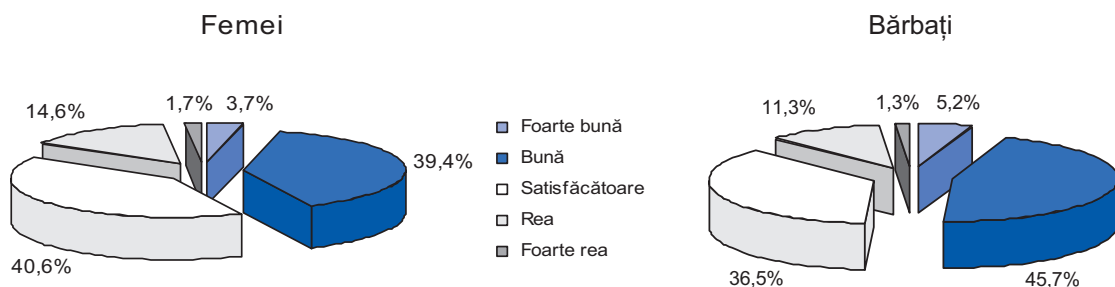 Femei
Bărbați
14,6%
1,7%
3,7%
39,4%
40,6%
Foarte bună
Bună
Satisfăcătoare
Rea
Foarte rea
11,3%
1,3%
5,2%
36,5%
45,7%